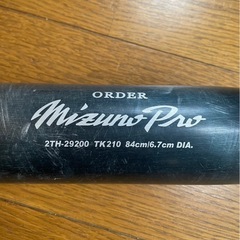 ORDER
Mizuno Pro
2TH-29200 TK210 84cm/6.7cm DIA.